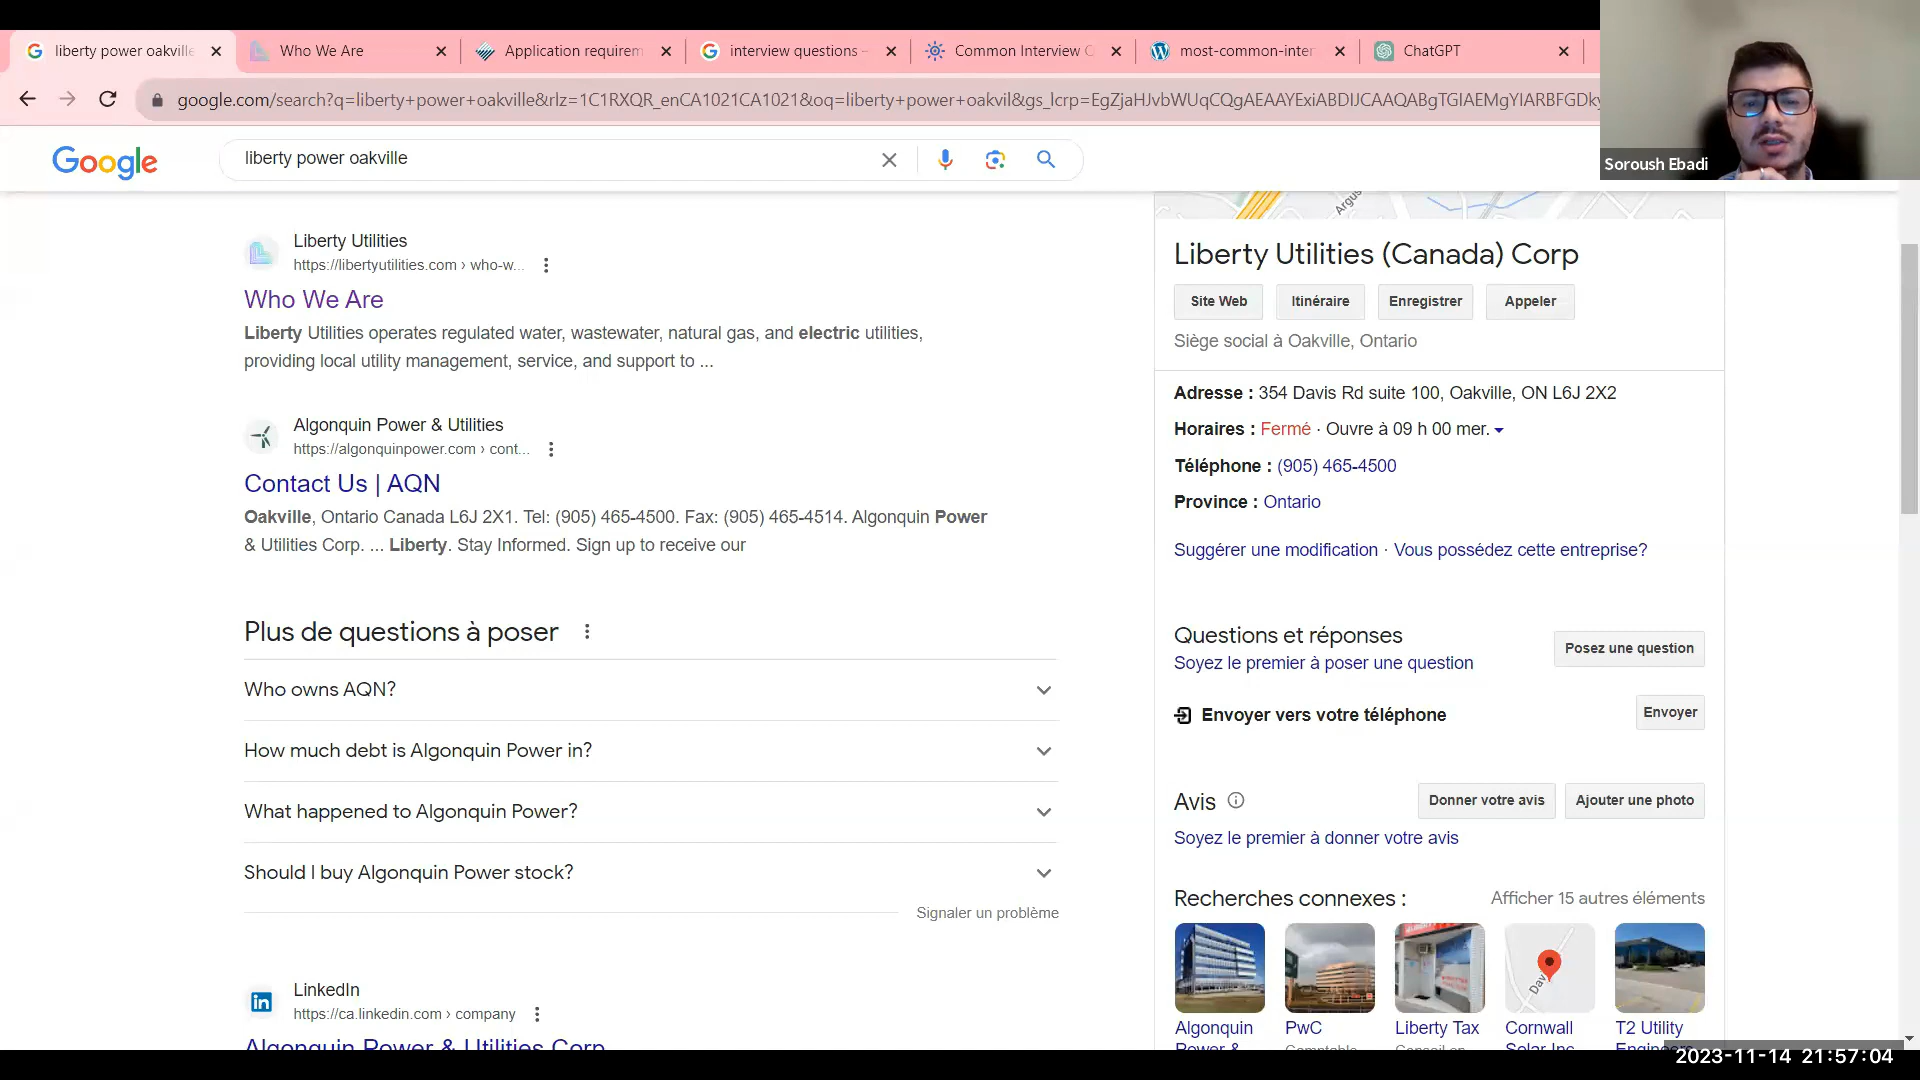 liberty power oakville
Who We Are
Application requirem
interview questions -
Common Interview
most-common-inter
ChatGPT
google.com/search?q=liberty+power+oakville&rlz=1C1RXQR_enCA1021CA1021&oq=liberty+power+oakvil&gs_lcrp=
Google
liberty power oakville
Soroush Ebadi
Argus
Liberty Utilities
https://libertyutilities.com › who-w...
Who We Are
Liberty Utilities operates regulated water, wastewater, natural gas, and electric utilities,
providing local utility management, service, and support to ...
Algonquin Power & Utilities
https://algonquinpower.com › cont...
Contact Us | AQN
Oakville, Ontario Canada L6J 2X1. Tel: (905) 465-4500. Fax: (905) 465-4514. Algonquin Power
& Utilities Corp. ... Liberty. Stay Informed. Sign up to receive our
Plus de questions à poser
Who owns AQN?
How much debt is Algonquin Power in?
What happened to Algonquin Power?
Should I buy Algonquin Power stock?
Signaler un problème
LinkedIn
https://ca.linkedin.com › company
Algonquin Power & Utilities Corp
Liberty Utilities (Canada) Corp
Site Web
Itinéraire
Enregistrer
Appeler
Siège social à Oakville, Ontario
Adresse : 354 Davis Rd suite 100, Oakville, ON L6J 2X2
Horaires : Fermé · Ouvre à 09 h 00 mer.
Téléphone : (905) 465-4500
Province : Ontario
Suggérer une modification · Vous possédez cette entreprise?
Questions et réponses
Posez une question
Soyez le premier à poser une question
Envoyer vers votre téléphone
Envoyer
Avis
Donner votre avis
Ajouter une photo
Soyez le premier à donner votre avis
Recherches connexes :
Afficher 15 autres éléments
Algonquin
Power &
PwC
Liberty Tax
Cornwall
Solar Inc
T2 Utility
2023-11-14 21:57:04